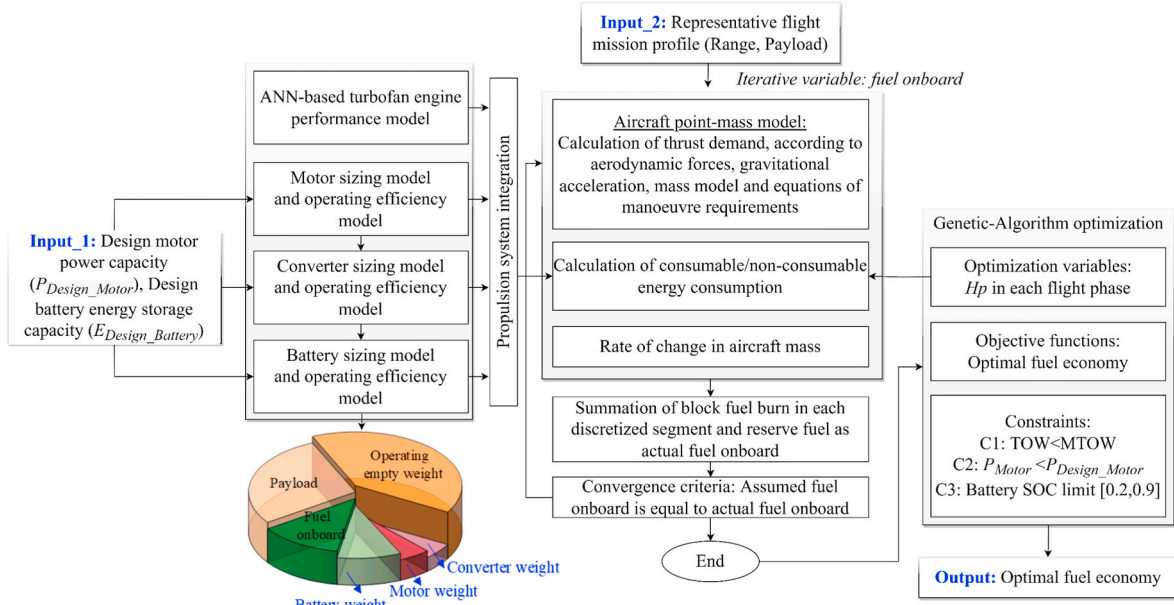 Input_2: Representative flight
mission profile (Range, Payload)
Iterative variable: fuel onboard
ANN-based turbofan engine
performance model
Motor sizing model
and operating efficiency
model
Converter sizing model
and operating efficiency
model
Battery sizing model
and operating efficiency
model
Input_1: Design motor
power capacity
(P_Design_Motor), Design
battery energy storage
capacity (E_Design_Battery)
Propulsion system integration
Aircraft point-mass model:
Calculation of thrust demand, according to
aerodynamic forces, gravitational
acceleration, mass model and equations of
manoeuvre requirements
Calculation of consumable/non-consumable
energy consumption
Rate of change in aircraft mass
Summation of block fuel burn in each
discretized segment and reserve fuel as
actual fuel onboard
Convergence criteria: Assumed fuel
onboard is equal to actual fuel onboard
End
Genetic-Algorithm optimization
Optimization variables:
Hp in each flight phase
Objective functions:
Optimal fuel economy
Constraints:
C1: TOW<MTOW
C2: P_Motor <P_Design_Motor
C3: Battery SOC limit [0.2,0.9]
Output: Optimal fuel economy
Operating
empty weight
Payload
Fuel
onboard
Converter weight
Motor weight
Battery weight